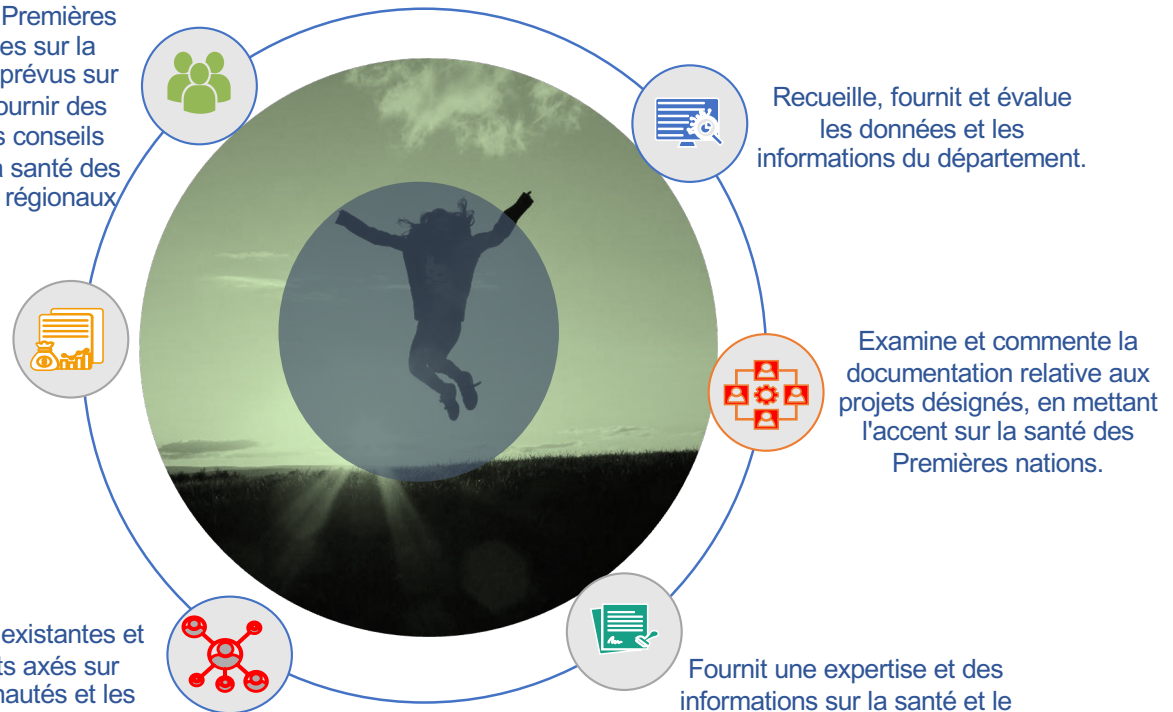 Premières
es sur la
prévus sur
ournir des
s conseils
a santé des
régionaux
Recueille, fournit et évalue
les données et les
informations du département.
Examine et commente la
documentation relative aux
projets désignés, en mettant
l'accent sur la santé des
Premières nations.
existantes et
ts axés sur
nautés et les
Fournit une expertise et des
informations sur la santé et le